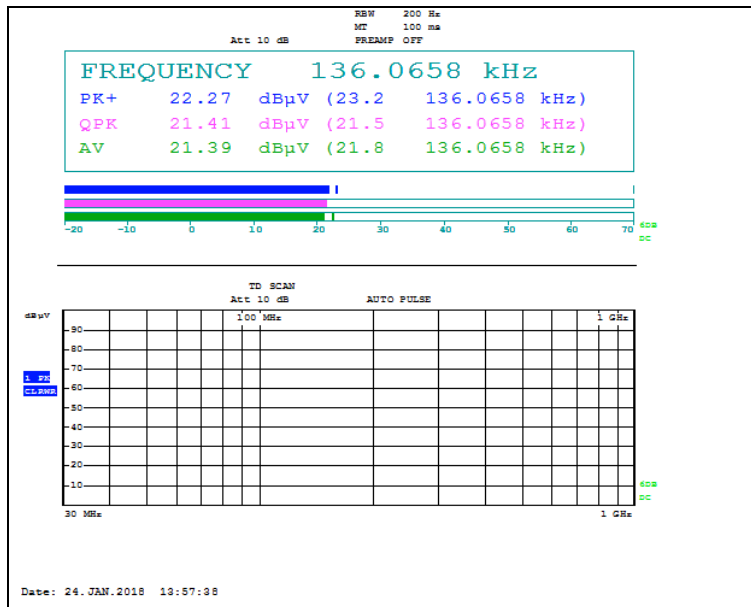 RBW 200 Hz
MT 100 ms
Att 10 dB PREAMP OFF
FREQUENCY 136.0658 kHz
PK+ 22.27 dBµV (23.2 136.0658 kHz)
QPK 21.41 dBµV (21.5 136.0658 kHz)
AV 21.39 dBµV (21.8 136.0658 kHz)
-20 -10 0 10 20 30 40 50 60 70
6DB
DC
TD SCAN
Att 10 dB AUTO PULSE
dBµV 100 MHz 1 GHz
90
80
70
1 PK
60
CLRWR
50
40
30
20
10
6DB
DC
30 MHz 1 GHz
Date: 24.JAN.2018 13:57:38